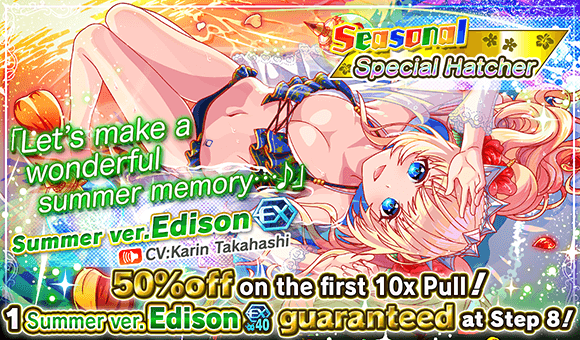 Seasonal
Special Hatcher
「Let's make a
wonderful
summer memory…♪」
Summer ver. Edison EX
CV:Karin Takahashi
50%off on the first 10x Pull!
1 Summer ver. Edison EX 40 guaranteed at Step 8!